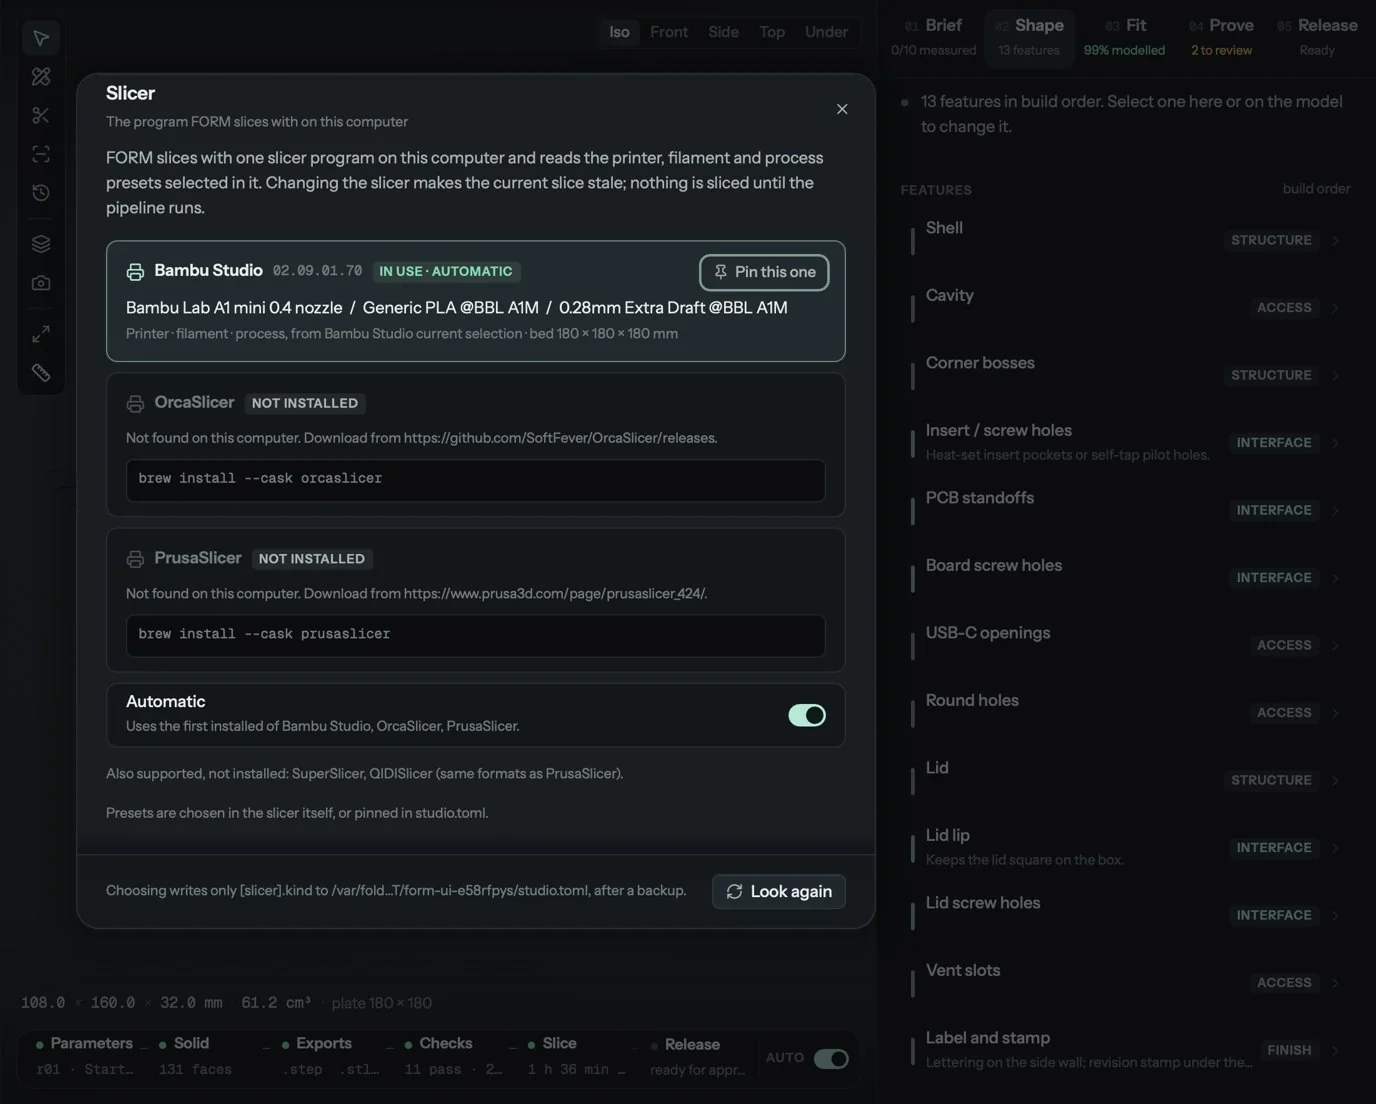 Iso Front Side Top Under
01 Brief
0/10 measured
02 Shape
13 features
03 Fit
99% modelled
04 Prove
2 to review
05 Release
Ready
Slicer
The program FORM slices with on this computer
FORM slices with one slicer program on this computer and reads the printer, filament and process
presets selected in it. Changing the slicer makes the current slice stale; nothing is sliced until the
pipeline runs.
Bambu Studio 02.09.01.70 IN USE · AUTOMATIC Pin this one
Bambu Lab A1 mini 0.4 nozzle / Generic PLA @BBL A1M / 0.28mm Extra Draft @BBL A1M
Printer · filament · process, from Bambu Studio current selection · bed 180 × 180 × 180 mm
OrcaSlicer NOT INSTALLED
Not found on this computer. Download from https://github.com/SoftFever/OrcaSlicer/releases.
brew install --cask orcaslicer
PrusaSlicer NOT INSTALLED
Not found on this computer. Download from https://www.prusa3d.com/page/prusaslicer_424/.
brew install --cask prusaslicer
Automatic
Uses the first installed of Bambu Studio, OrcaSlicer, PrusaSlicer.
Also supported, not installed: SuperSlicer, QIDISlicer (same formats as PrusaSlicer).
Presets are chosen in the slicer itself, or pinned in studio.toml.
Choosing writes only [slicer].kind to /var/fold…T/form-ui-e58rfpys/studio.toml, after a backup.
Look again
13 features in build order. Select one here or on the model
to change it.
FEATURES build order
Shell STRUCTURE
Cavity ACCESS
Corner bosses STRUCTURE
Insert / screw holes INTERFACE
Heat-set insert pockets or self-tap pilot holes.
PCB standoffs INTERFACE
Board screw holes INTERFACE
USB-C openings ACCESS
Round holes ACCESS
Lid STRUCTURE
Lid lip INTERFACE
Keeps the lid square on the box.
Lid screw holes INTERFACE
Vent slots ACCESS
Label and stamp FINISH
Lettering on the side wall; revision stamp under the…
108.0 × 160.0 × 32.0 mm · 61.2 cm³ · plate 180 × 180
Parameters
r01 · Start…
Solid
131 faces
Exports
.step .stl…
Checks
11 pass · 2…
Slice
1 h 36 min …
Release
ready for appr…
AUTO